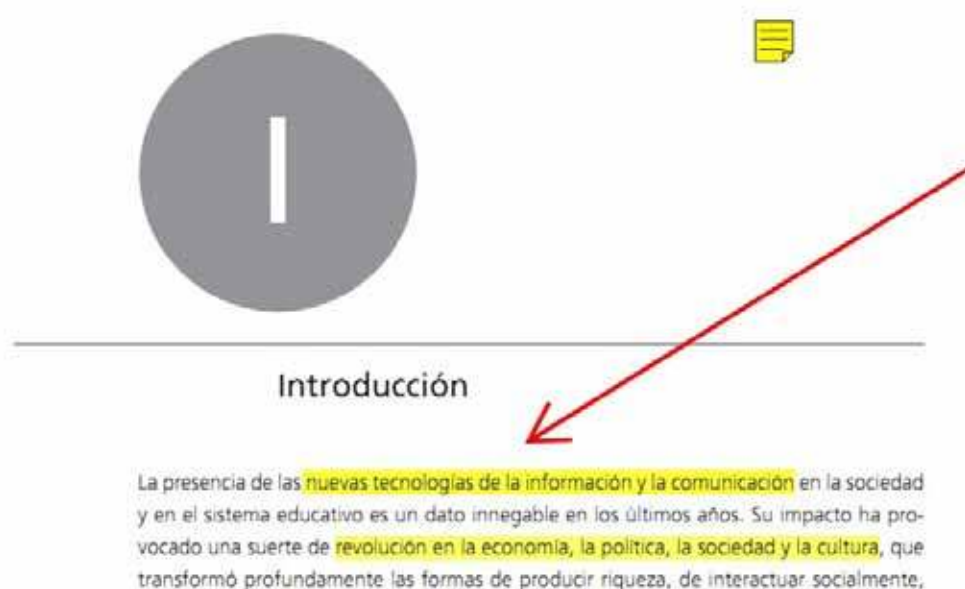 I
Introducción
La presencia de las nuevas tecnologías de la información y la comunicación en la sociedad
y en el sistema educativo es un dato innegable en los últimos años. Su impacto ha pro-
vocado una suerte de revolución en la economía, la política, la sociedad y la cultura, que
transformó profundamente las formas de producir riqueza, de interactuar socialmente,